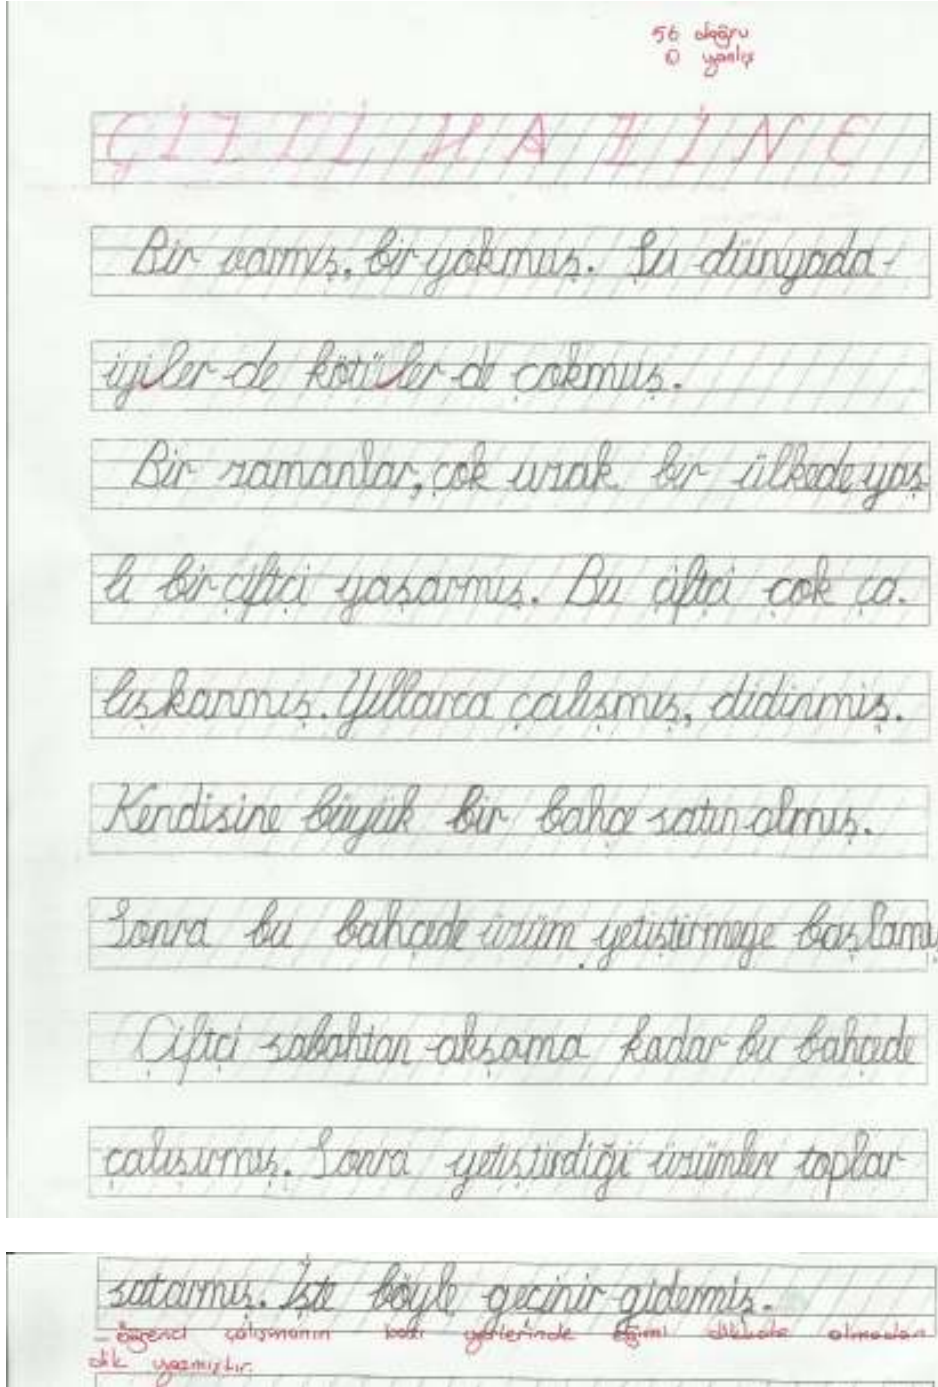 56 doğru
0 yanlış
GİZLİ HAZİNE
Bir varmış, bir yokmuş. Şu dünyada
iyiler de kötüler de çokmuş.
Bir zamanlar, çok uzak bir ülkede yaş
lı bir çiftçi yaşarmış. Bu çiftçi çok ça-
lışkanmış. Yıllarca çalışmış, didinmiş.
Kendisine büyük bir bahçe satın almış.
Sonra bu bahçede üzüm yetiştirmeye başlamış
Çiftçi sabahtan akşama kadar bu bahçede
çalışırmış. Sonra yetiştirdiği üzümleri toplar
satarmış. İşte böyle geçinir gidermiş.
- Öğrenci çalışmanın bazı yerlerinde eğimi dikkate almadan
dik yazmıştır.